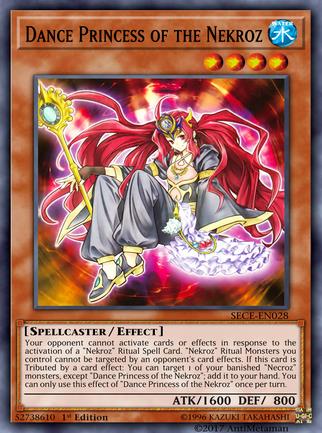 Dance Princess of the Nekroz
WATER
SECE-EN028
[Spellcaster / Effect]
Your opponent cannot activate cards or effects in response to the
activation of a "Nekroz" Ritual Spell Card. "Nekroz" Ritual Monsters you
control cannot be targeted by an opponent's card effects. If this card is
Tributed by a card effect: You can target 1 of your banished "Necroz"
monsters, except "Dance Princess of the Nekroz"; add it to your hand. You
can only use this effect of "Dance Princess of the Nekroz" once per turn.
ATK/1600 DEF/ 800
52738610 1st Edition ©1996 KAZUKI TAKAHASHI
©2017 AntiMetaman